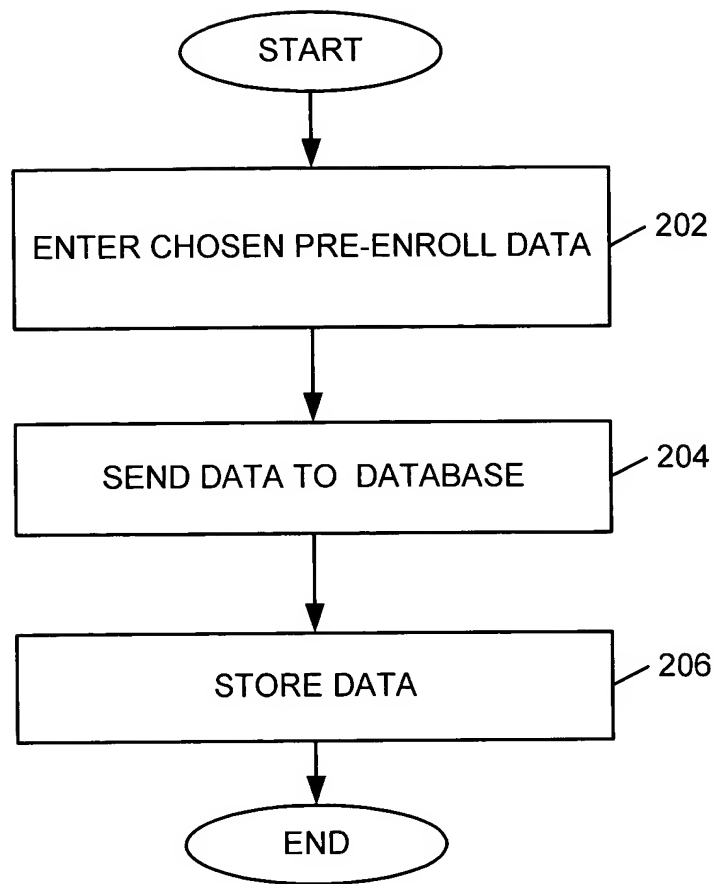 START
ENTER CHOSEN PRE-ENROLL DATA
202
SEND DATA TO DATABASE
204
STORE DATA
206
END